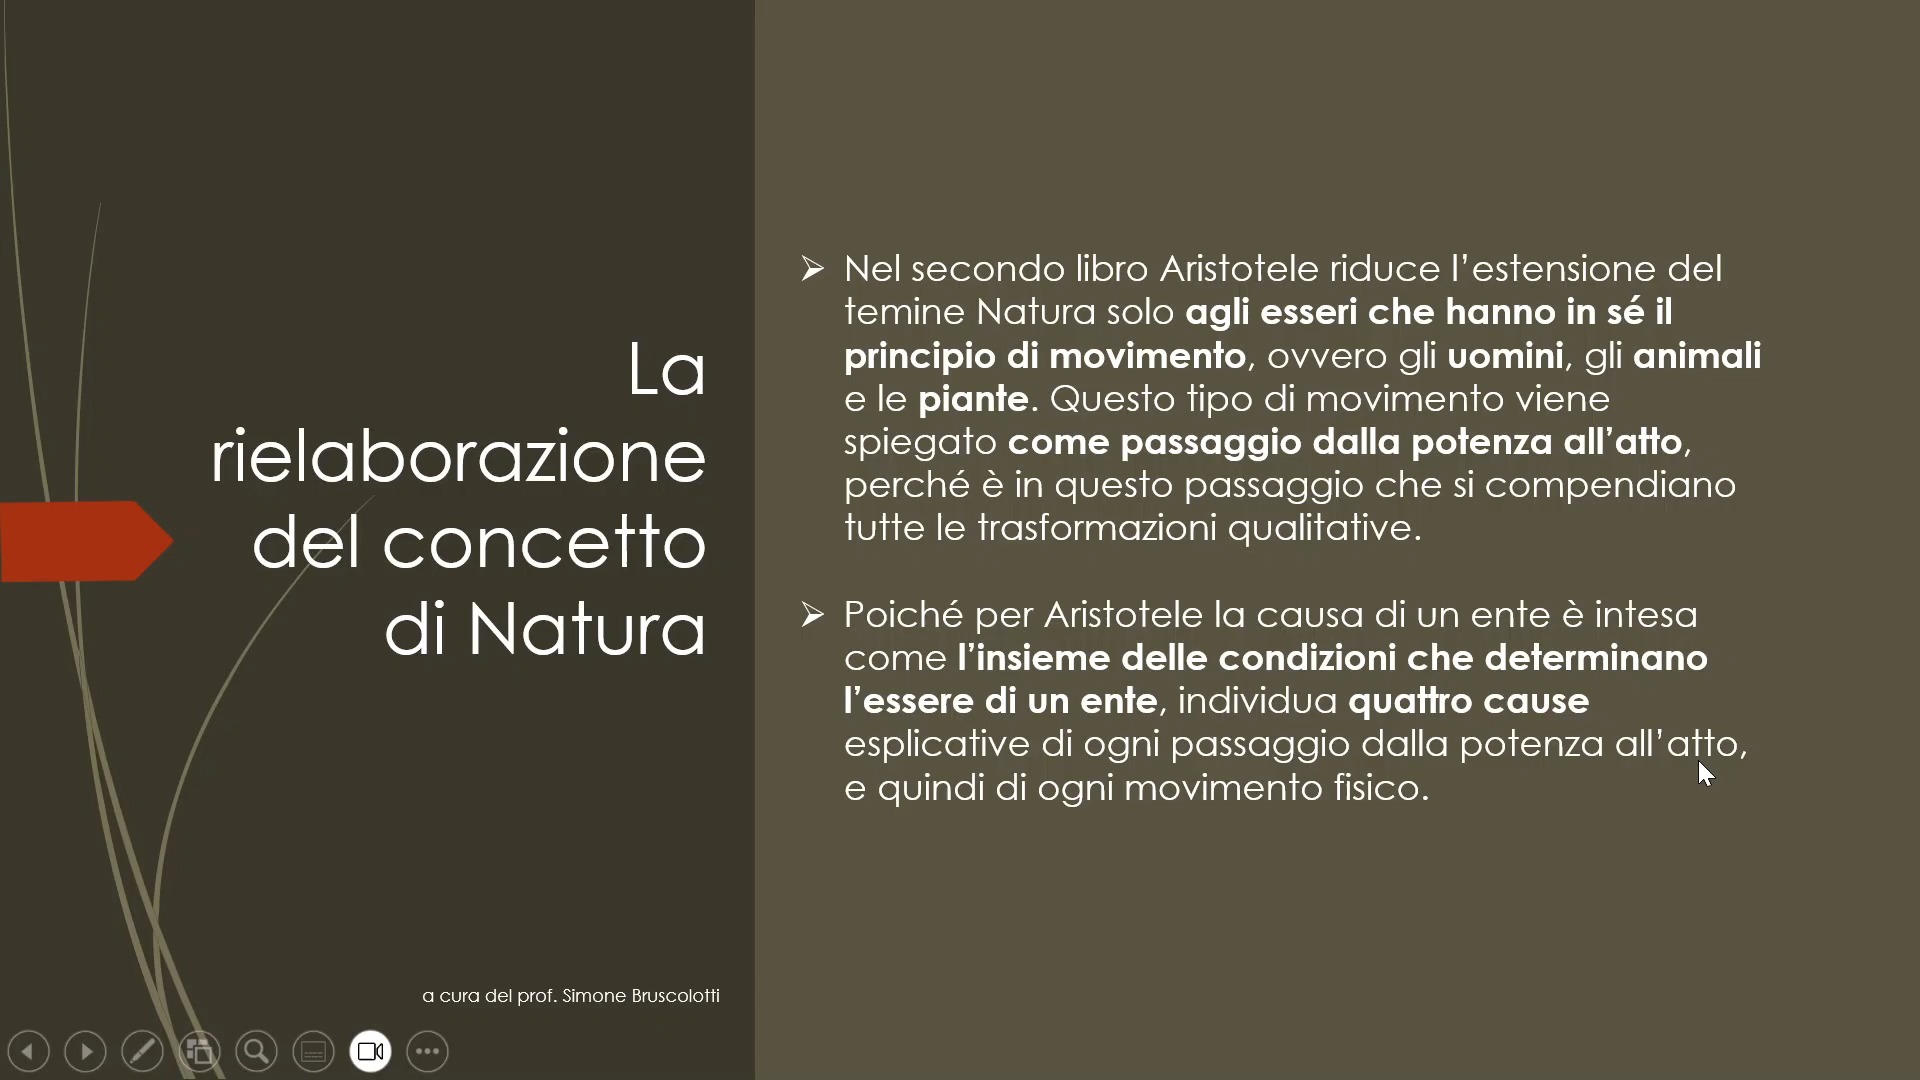 La
rielaborazione
del concetto
di Natura
a cura del prof. Simone Bruscolotti
➢ Nel secondo libro Aristotele riduce l’estensione del
temine Natura solo agli esseri che hanno in sé il
principio di movimento, ovvero gli uomini, gli animali
e le piante. Questo tipo di movimento viene
spiegato come passaggio dalla potenza all’atto,
perché è in questo passaggio che si compendiano
tutte le trasformazioni qualitative.
➢ Poiché per Aristotele la causa di un ente è intesa
come l’insieme delle condizioni che determinano
l’essere di un ente, individua quattro cause
esplicative di ogni passaggio dalla potenza all’atto,
e quindi di ogni movimento fisico.